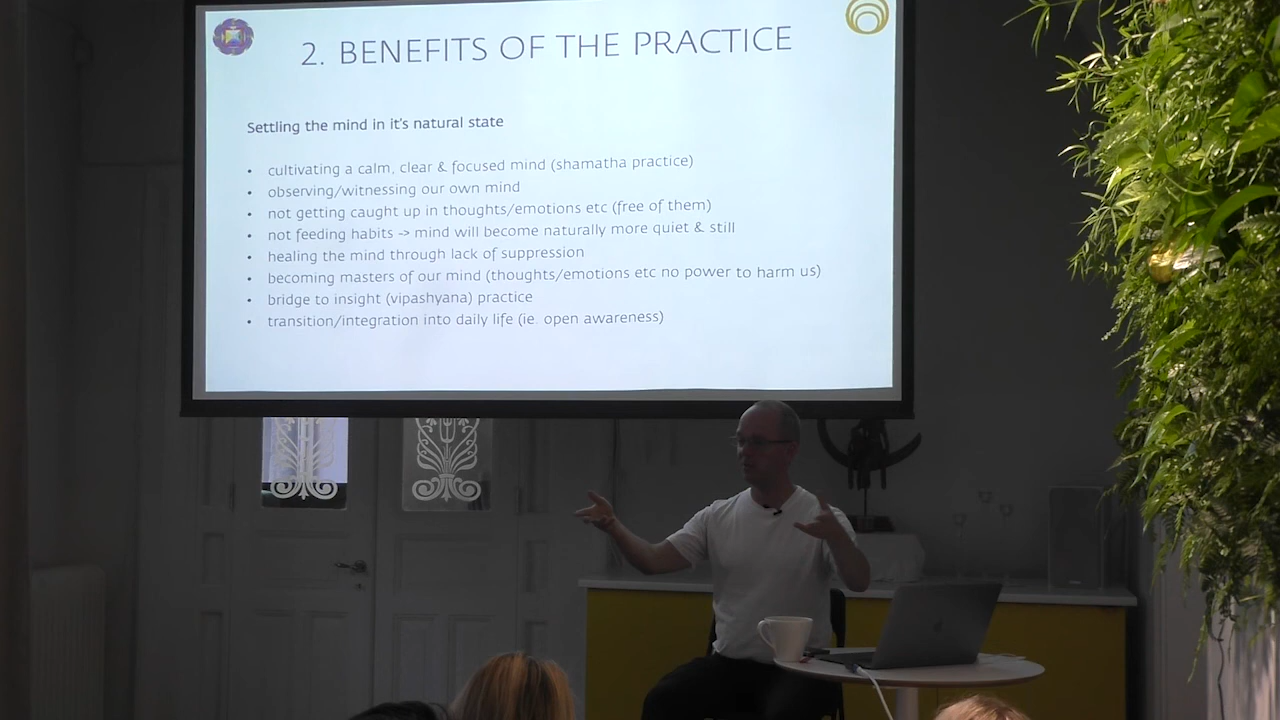 2. BENEFITS OF THE PRACTICE
Settling the mind in it's natural state
• cultivating a calm, clear & focused mind (shamatha practice)
• observing/witnessing our own mind
• not getting caught up in thoughts/emotions etc (free of them)
• not feeding habits -> mind will become naturally more quiet & still
• healing the mind through lack of suppression
• becoming masters of our mind (thoughts/emotions etc no power to harm us)
• bridge to insight (vipashyana) practice
• transition/integration into daily life (ie. open awareness)